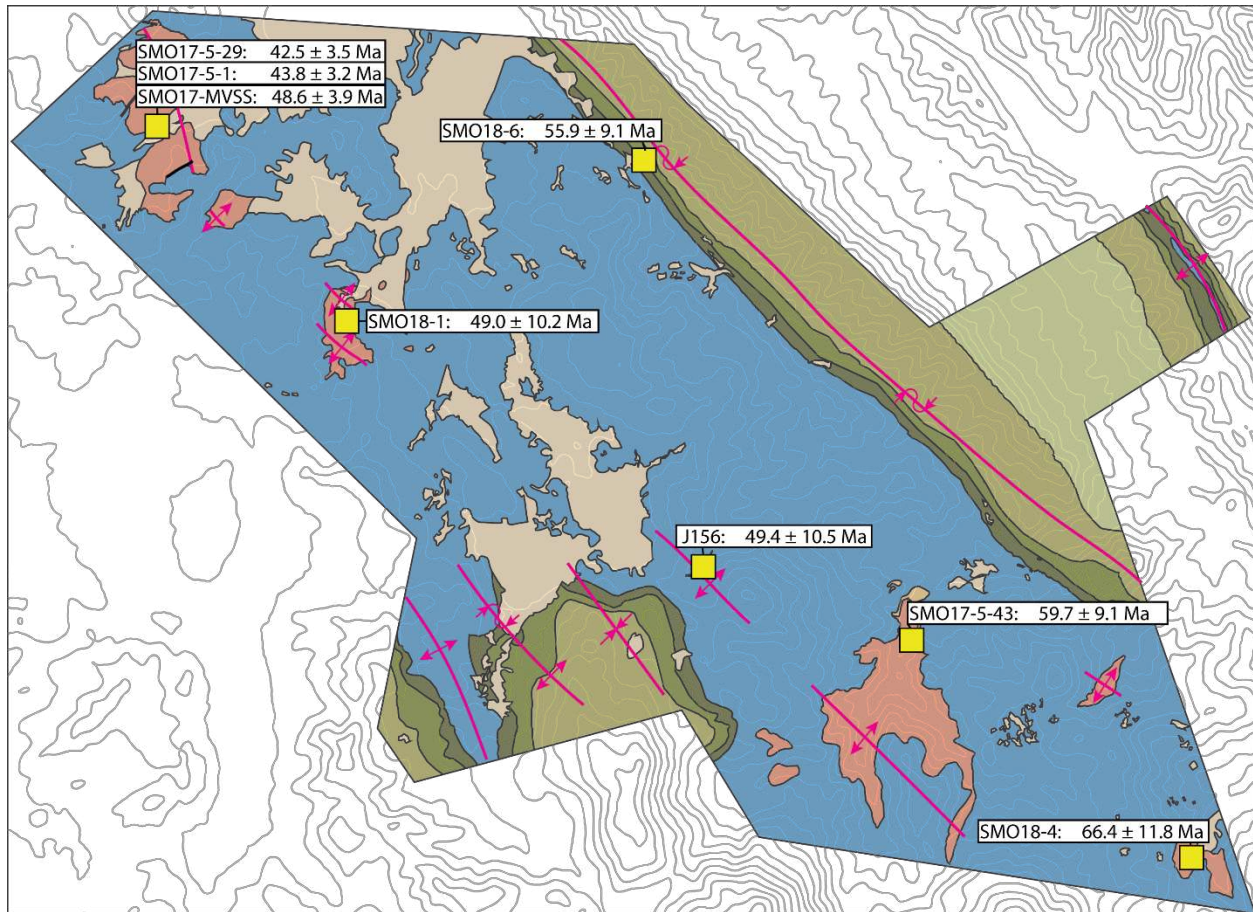 SMO17-5-29: 42.5 ± 3.5 Ma
SMO17-5-1: 43.8 ± 3.2 Ma
SMO17-MVSS: 48.6 ± 3.9 Ma
SMO18-6: 55.9 ± 9.1 Ma
SMO18-1: 49.0 ± 10.2 Ma
J156: 49.4 ± 10.5 Ma
SMO17-5-43: 59.7 ± 9.1 Ma
SMO18-4: 66.4 ± 11.8 Ma